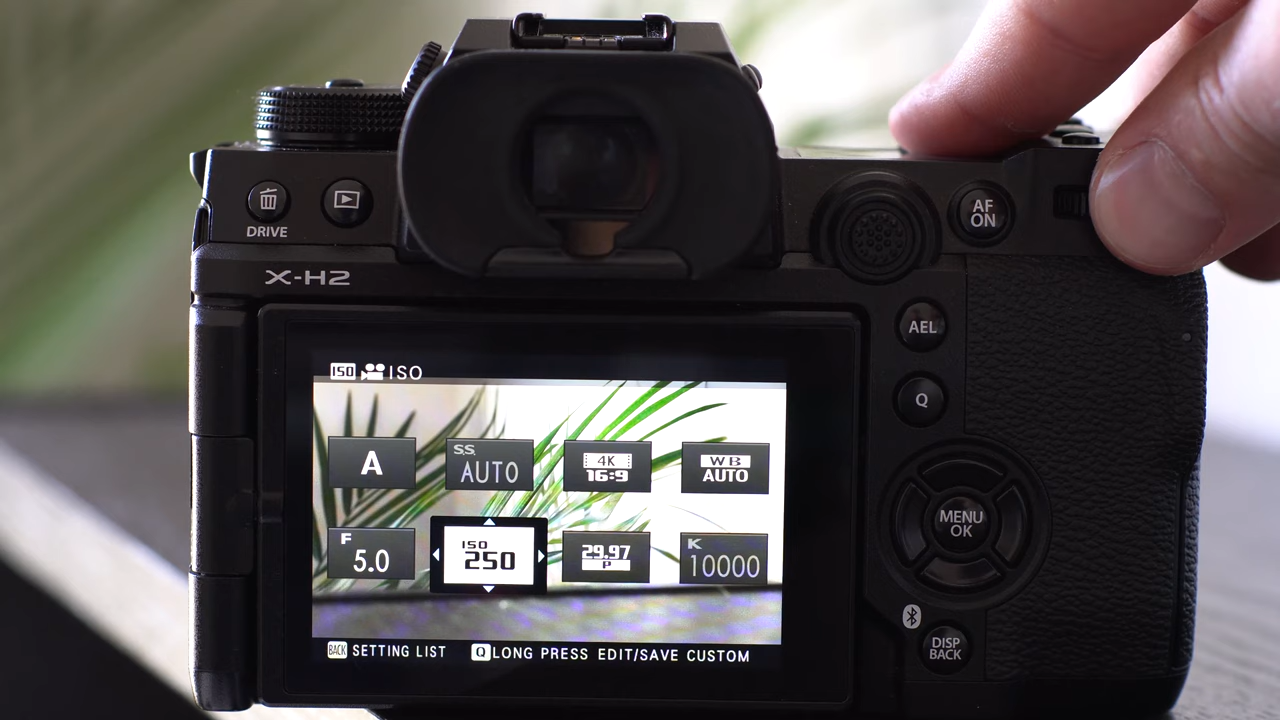 DRIVE
AF
ON
X-H2
AEL
Q
MENU
OK
DISP
BACK
ISO ISO
A
S.S.
AUTO
4K
16:9
WB
AUTO
F
5.0
ISO
250
29.97
P
K
10000
BACK SETTING LIST Q LONG PRESS EDIT/SAVE CUSTOM